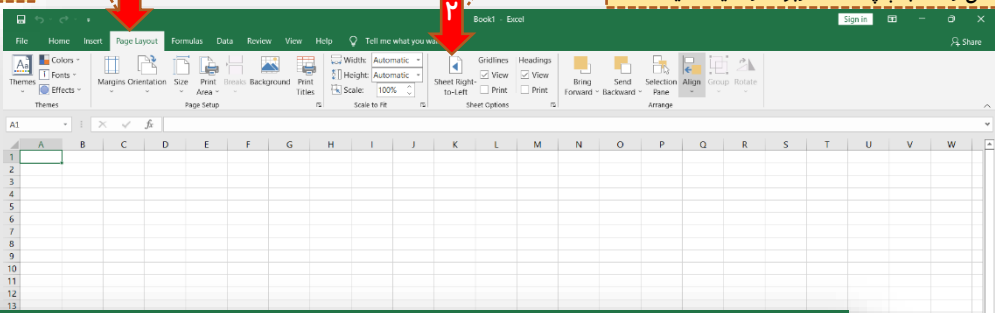 ۲
Book1 - Excel
Sign in
File Home Insert Page Layout Formulas Data Review View Help Tell me what you wa
Share
Themes Colors Fonts Effects Margins Orientation Size Print Area Breaks Background Print Titles Width: Automatic Height: Automatic Scale: 100% Sheet Right-to-Left Gridlines View Print Headings View Print Bring Forward Send Backward Selection Pane Align Group Rotate
Themes Page Setup Scale to Fit Sheet Options Arrange
A1 fx
A B C D E F G H I J K L M N O P Q R S T U V W
1
2
3
4
5
6
7
8
9
10
11
12
13